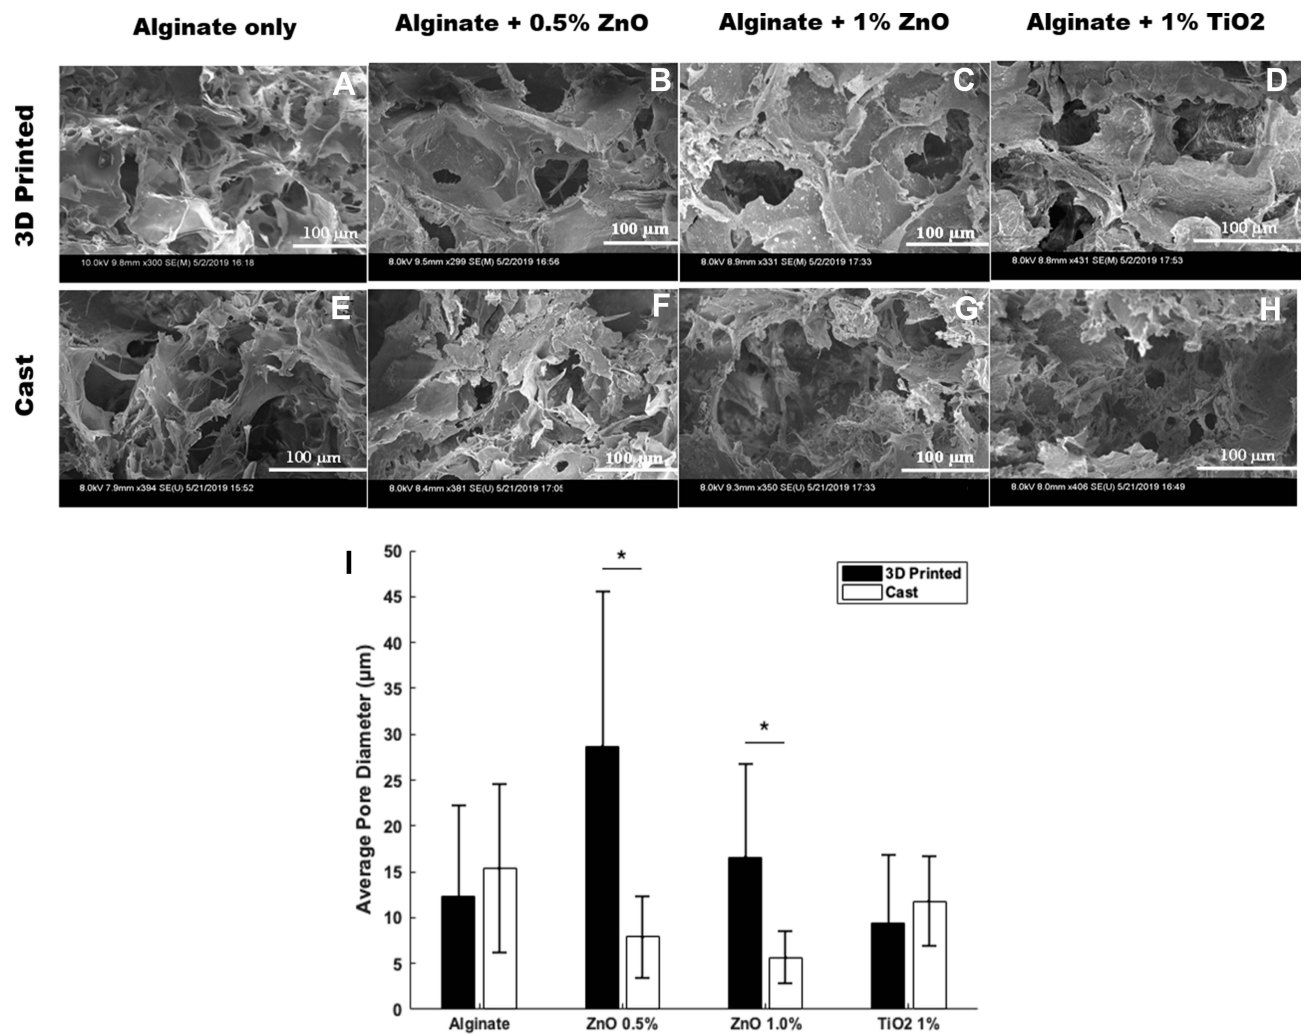 Alginate only
Alginate + 0.5% ZnO
Alginate + 1% ZnO
Alginate + 1% TiO2
3D Printed
A
100 µm
10.0kV 9.8mm x300 SE(M) 5/2/2019 16:18
B
100 µm
8.0kV 9.5mm x299 SE(M) 5/2/2019 16:56
C
100 µm
8.0kV 8.9mm x331 SE(M) 5/2/2019 17:33
D
100 µm
8.0kV 8.8mm x431 SE(M) 5/2/2019 17:53
Cast
E
100 µm
8.0kV 7.9mm x394 SE(U) 5/21/2019 15:52
F
100 µm
8.0kV 8.4mm x381 SE(U) 5/21/2019 17:05
G
100 µm
8.0kV 9.3mm x350 SE(U) 5/21/2019 17:33
H
100 µm
8.0kV 8.0mm x406 SE(U) 5/21/2019 16:49
I
Average Pore Diameter (µm)
50
45
40
35
30
25
20
15
10
5
0
*
*
3D Printed
Cast
Alginate
ZnO 0.5%
ZnO 1.0%
TiO2 1%